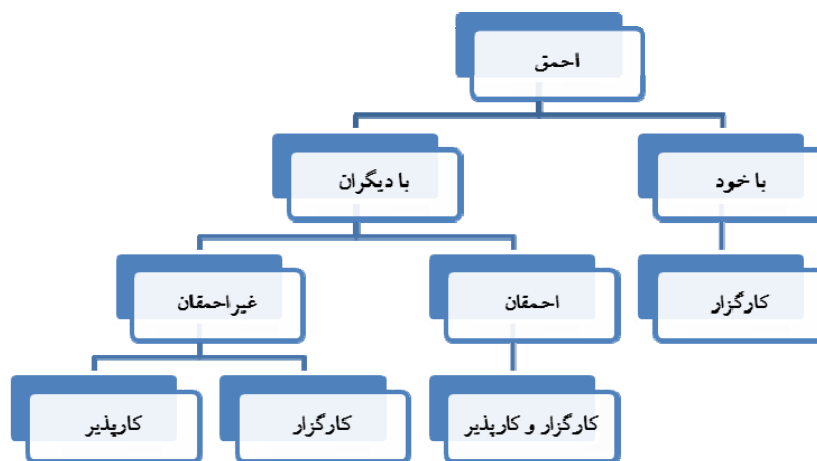 احمق
با خود
با دیگران
کارگزار
احمقان
غیراحمقان
کارگزار و کارپذیر
کارگزار
کارپذیر